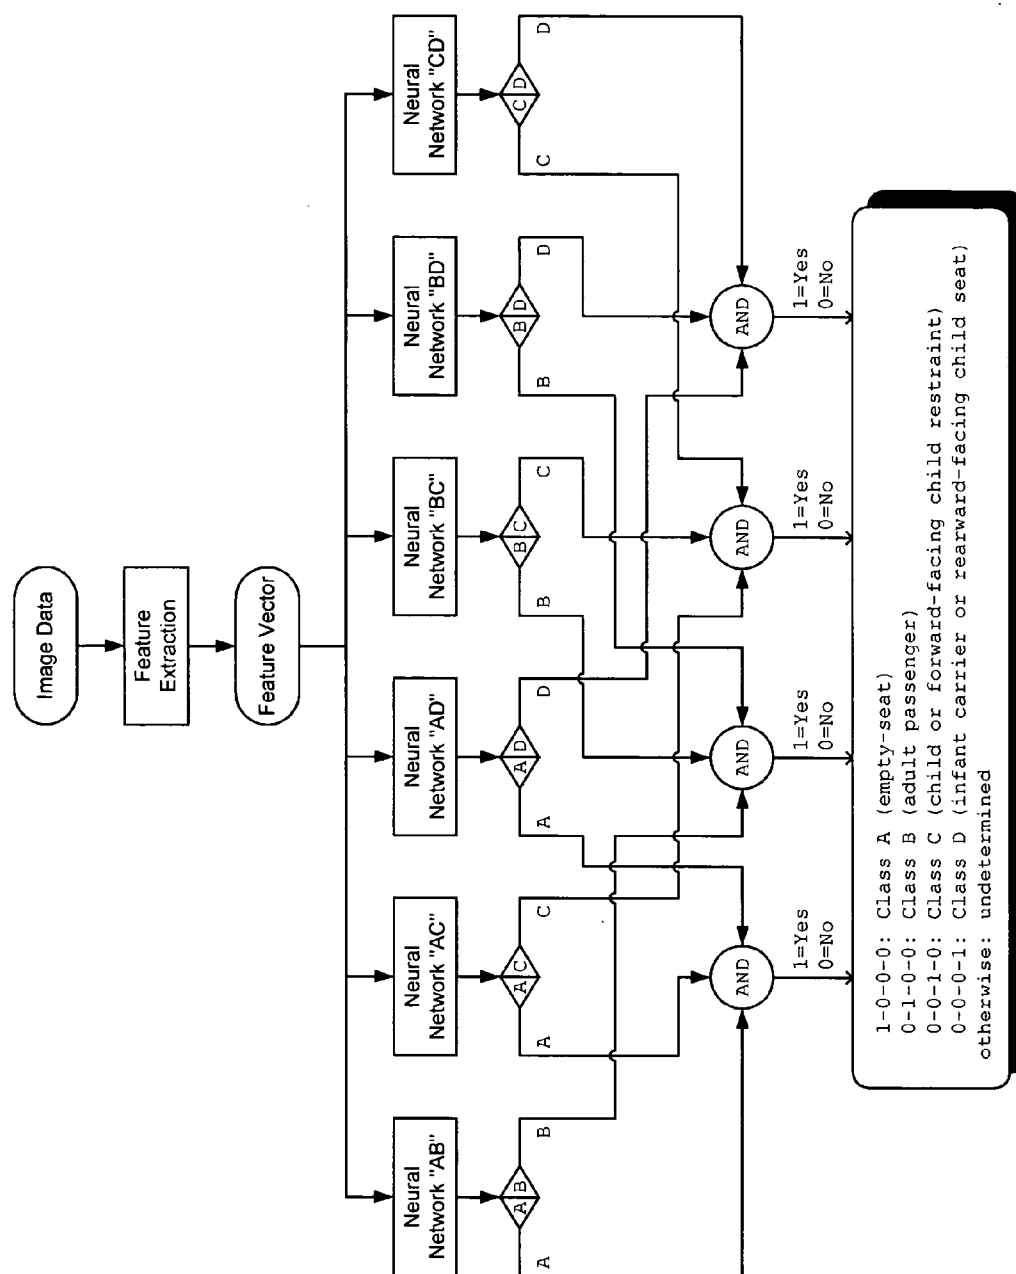 Image Data
Feature
Extraction
Feature Vector
Neural
Network "AB"
Neural
Network "AC"
Neural
Network "AD"
Neural
Network "BC"
Neural
Network "BD"
Neural
Network "CD"
A B
A C
A D
B C
B D
C D
A
B
A
C
A
D
B
C
B
D
C
D
AND
AND
AND
AND
1=Yes
0=No
1=Yes
0=No
1=Yes
0=No
1=Yes
0=No
1-0-0-0: Class A (empty-seat)
0-1-0-0: Class B (adult passenger)
0-0-1-0: Class C (child or forward-facing child restraint)
0-0-0-1: Class D (infant carrier or rearward-facing child seat)
otherwise: undetermined